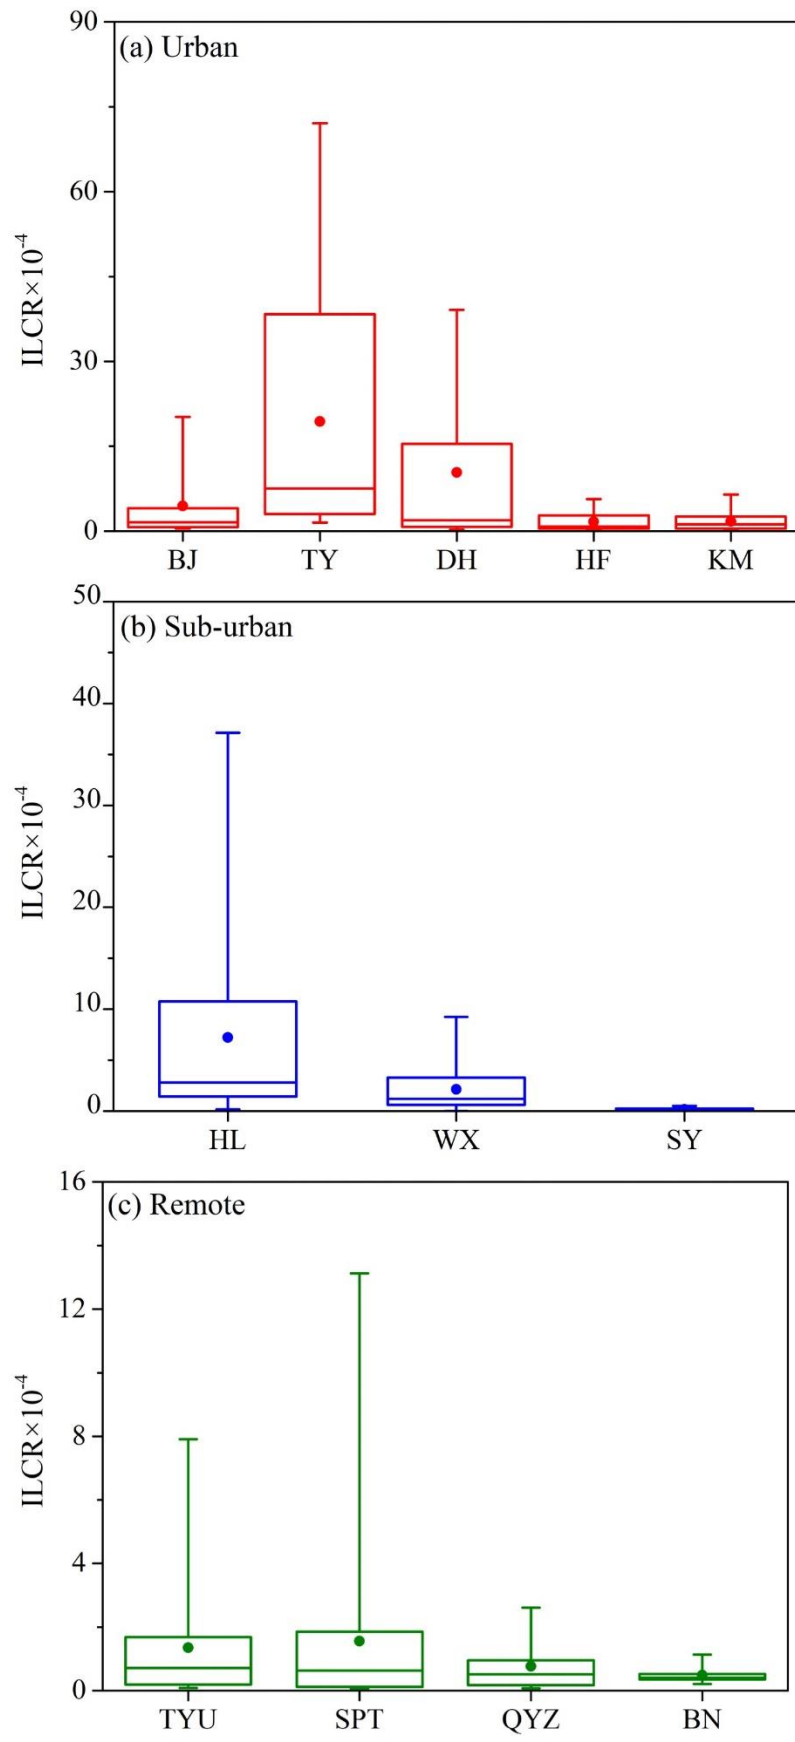 (a) Urban
90
60
30
0
ILCR×10⁻⁴
BJ TY DH HF KM
(b) Sub-urban
50
40
30
20
10
0
ILCR×10⁻⁴
HL WX SY
(c) Remote
16
12
8
4
0
ILCR×10⁻⁴
TYU SPT QYZ BN